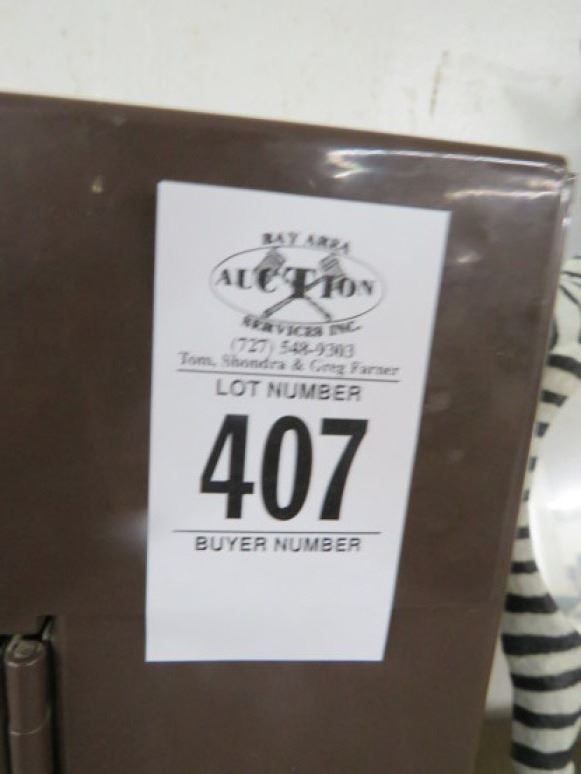 BAY AREA
AUCTION
SERVICES INC.
(727) 548-9303
Tom, Shondra & Greg Farner
LOT NUMBER
407
BUYER NUMBER